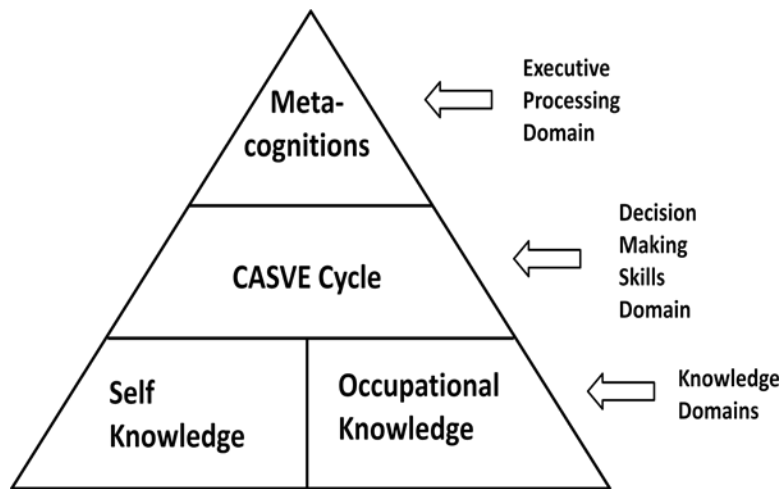 Meta-
cognitions
Executive
Processing
Domain
CASVE Cycle
Decision
Making
Skills
Domain
Self
Knowledge
Occupational
Knowledge
Knowledge
Domains